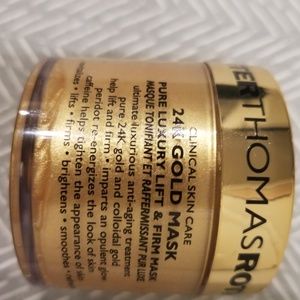 TERTHOMASRO
CLINICAL SKIN CARE
24K GOLD MASK
PURE LUXURY LIFT & FIRM MASK
MASQUE TONIFIANT ET RAFFERMISSANT PUR LUXE
ultimate luxurious anti-aging treatment
pure 24K gold and colloidal gold
help lift and firm • imparts an opulent glow
peridot re-energizes the look of skin
caffeine helps tighten the appearance of skin
• lifts • firms • brightens • smoothes •